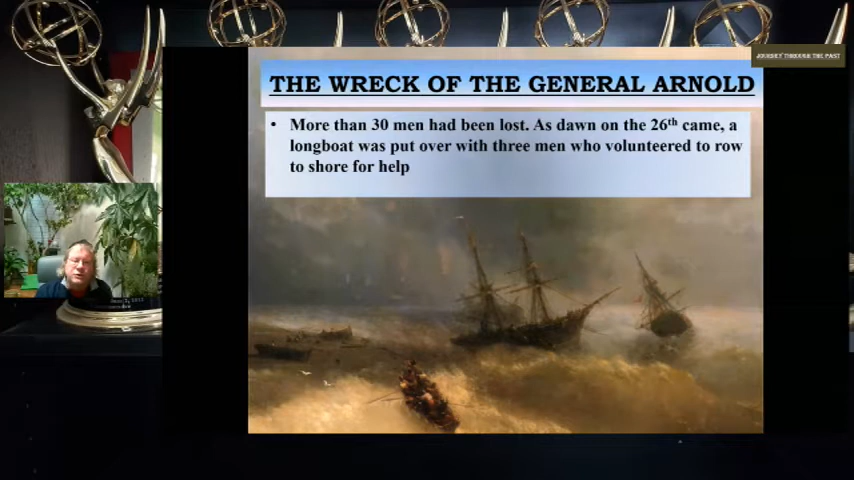 JOURNEY THROUGH THE PAST
THE WRECK OF THE GENERAL ARNOLD
• More than 30 men had been lost. As dawn on the 26th came, a
longboat was put over with three men who volunteered to row
to shore for help